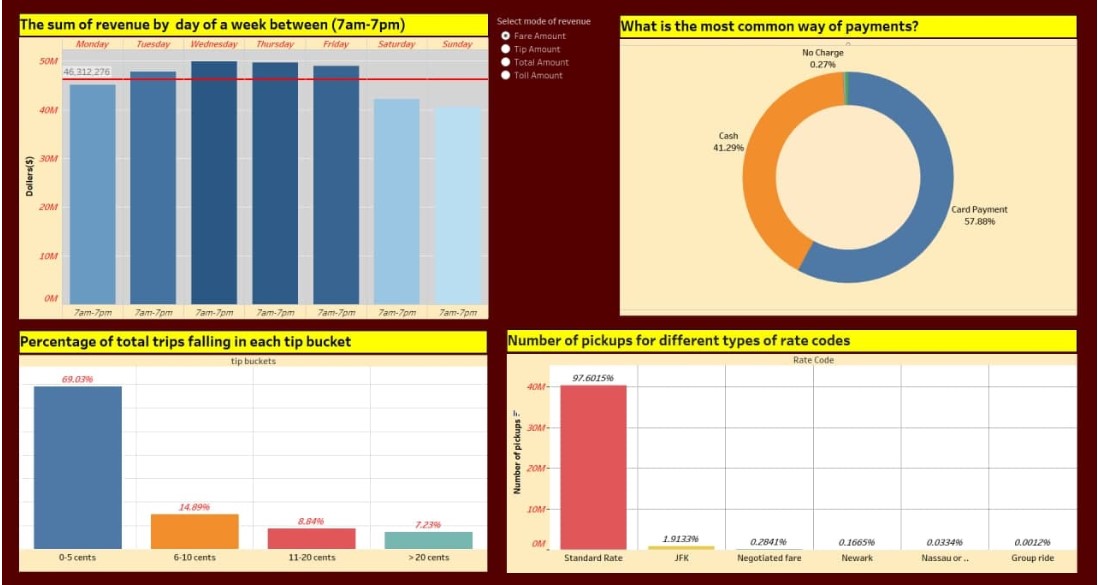 The sum of revenue by  day of a week between (7am-7pm)
Monday Tuesday Wednesday Thursday Friday Saturday Sunday
50M
46,312,276
40M
30M
20M
10M
0M
Dollers($)
7am-7pm 7am-7pm 7am-7pm 7am-7pm 7am-7pm 7am-7pm 7am-7pm
Select mode of revenue
Fare Amount
Tip Amount
Total Amount
Toll Amount
What is the most common way of payments?
No Charge
0.27%
Cash
41.29%
Card Payment
57.88%
Percentage of total trips falling in each tip bucket
tip buckets
69.03%
14.89%
8.84%
7.23%
0-5 cents 6-10 cents 11-20 cents > 20 cents
Number of pickups for different types of rate codes
Rate Code
97.6015%
40M
30M
20M
10M
0M
Number of pickups
1.9133% 0.2841% 0.1665% 0.0334% 0.0012%
Standard Rate JFK Negotiated fare Newark Nassau or .. Group ride